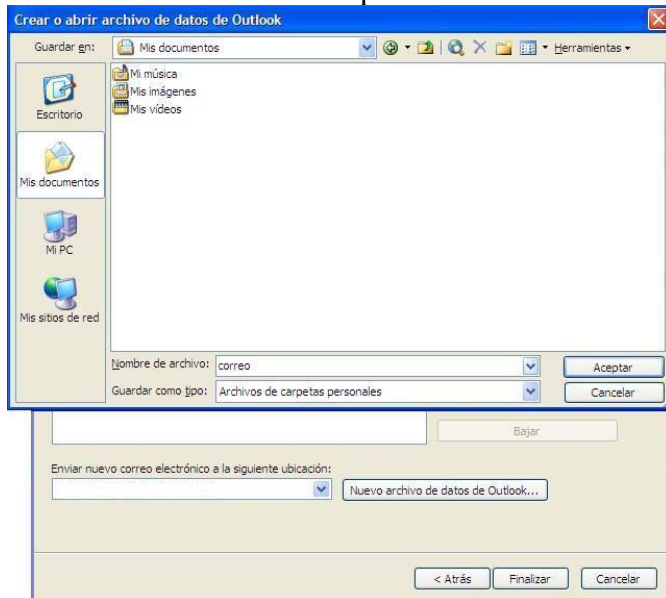 Crear o abrir archivo de datos de Outlook
Guardar en: Mis documentos Herramientas
Mi música
Mis imágenes
Mis vídeos
Escritorio
Mis documentos
Mi PC
Mis sitios de red
Nombre de archivo: correo Aceptar
Guardar como tipo: Archivos de carpetas personales Cancelar
Bajar
Enviar nuevo correo electrónico a la siguiente ubicación:
Nuevo archivo de datos de Outlook...
< Atrás Finalizar Cancelar